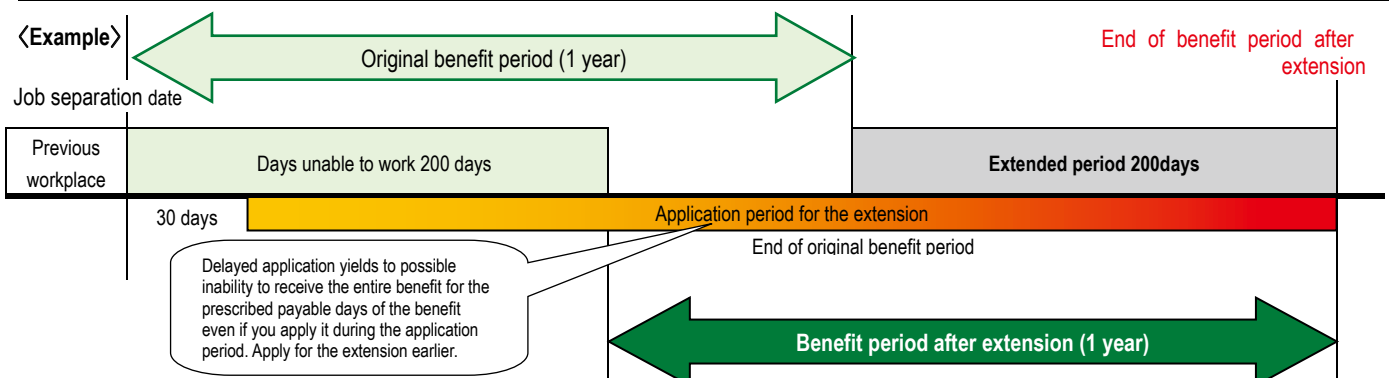 〈Example〉
Original benefit period (1 year)
End of benefit period after
extension
Job separation date
Previous
workplace
Days unable to work 200 days
Extended period 200days
30 days
Application period for the extension
End of original benefit period
Delayed application yields to possible
inability to receive the entire benefit for the
prescribed payable days of the benefit
even if you apply it during the application
period. Apply for the extension earlier.
Benefit period after extension (1 year)